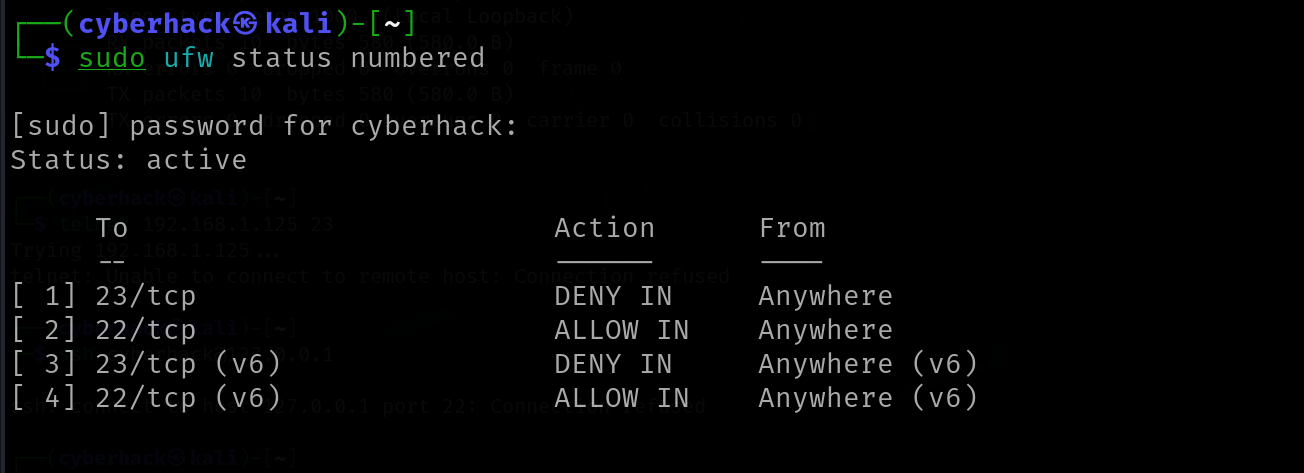 ┌──(cyberhack㉿kali)-[~]
└─$ sudo ufw status numbered
[sudo] password for cyberhack:
Status: active
To Action From
-- ------ ----
[ 1] 23/tcp DENY IN Anywhere
[ 2] 22/tcp ALLOW IN Anywhere
[ 3] 23/tcp (v6) DENY IN Anywhere (v6)
[ 4] 22/tcp (v6) ALLOW IN Anywhere (v6)